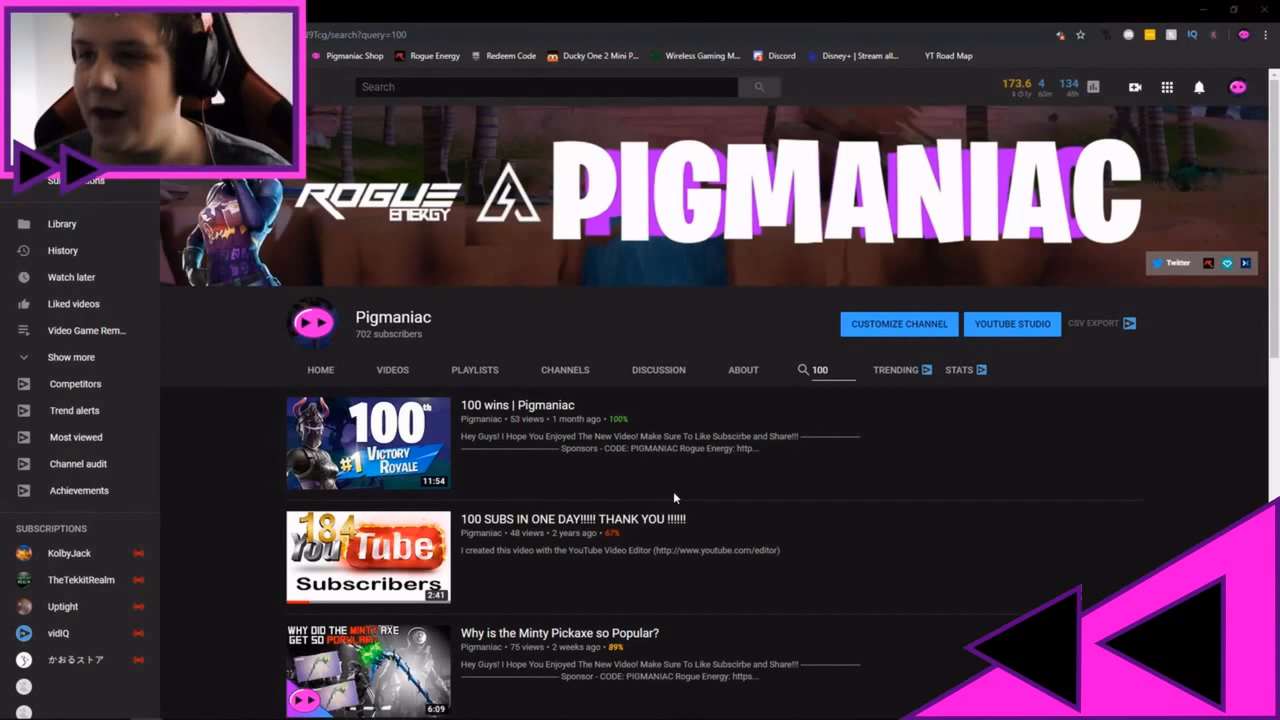 N9Tcg/search?query=100
Pigmaniac Shop
Rogue Energy
Redeem Code
Ducky One 2 Mini P...
Wireless Gaming M...
Discord
Disney+ | Stream all...
YT Road Map
Search
173.6
4
134
60m
48h
ROGUE
ENERGY
PIGMANIAC
Twitter
Library
History
Watch later
Liked videos
Video Game Rem...
Show more
Competitors
Trend alerts
Most viewed
Channel audit
Achievements
SUBSCRIPTIONS
KolbyJack
TheTekkitRealm
Uptight
vidIQ
かおるストア
Pigmaniac
702 subscribers
CUSTOMIZE CHANNEL
YOUTUBE STUDIO
CSV EXPORT
HOME
VIDEOS
PLAYLISTS
CHANNELS
DISCUSSION
ABOUT
100
TRENDING
STATS
100th
#1 VICTORY
ROYALE
11:54
100 wins | Pigmaniac
Pigmaniac • 53 views • 1 month ago • 100%
Hey Guys! I Hope You Enjoyed The New Video! Make Sure To Like Subscirbe and Share!!! ----------------
------------------------- Sponsors - CODE: PIGMANIAC Rogue Energy: http...
184
YouTube
Subscribers
2:41
100 SUBS IN ONE DAY!!!!! THANK YOU !!!!!!
Pigmaniac • 48 views • 2 years ago • 67%
I created this video with the YouTube Video Editor (http://www.youtube.com/editor)
WHY DID THE MINTY AXE
GET SO POPULAR?
6:09
Why is the Minty Pickaxe so Popular?
Pigmaniac • 75 views • 2 weeks ago • 89%
Hey Guys! I Hope You Enjoyed The New Video! Make Sure To Like Subscirbe and Share!!! ----------------
------------------------- Sponsor - CODE: PIGMANIAC Rogue Energy: https...